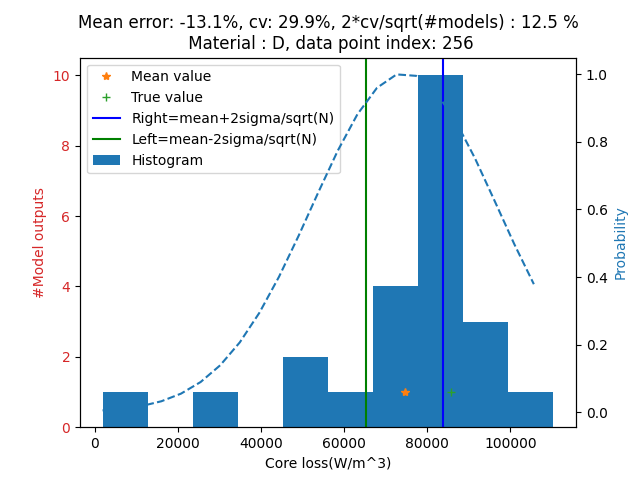 Mean error: -13.1%, cv: 29.9%, 2*cv/sqrt(#models) : 12.5 %
Material : D, data point index: 256
Mean value
True value
Right=mean+2sigma/sqrt(N)
Left=mean-2sigma/sqrt(N)
Histogram
#Model outputs
10
8
6
4
2
0
0
20000
40000
60000
80000
100000
Core loss(W/m^3)
1.0
0.8
0.6
0.4
0.2
0.0
Probability